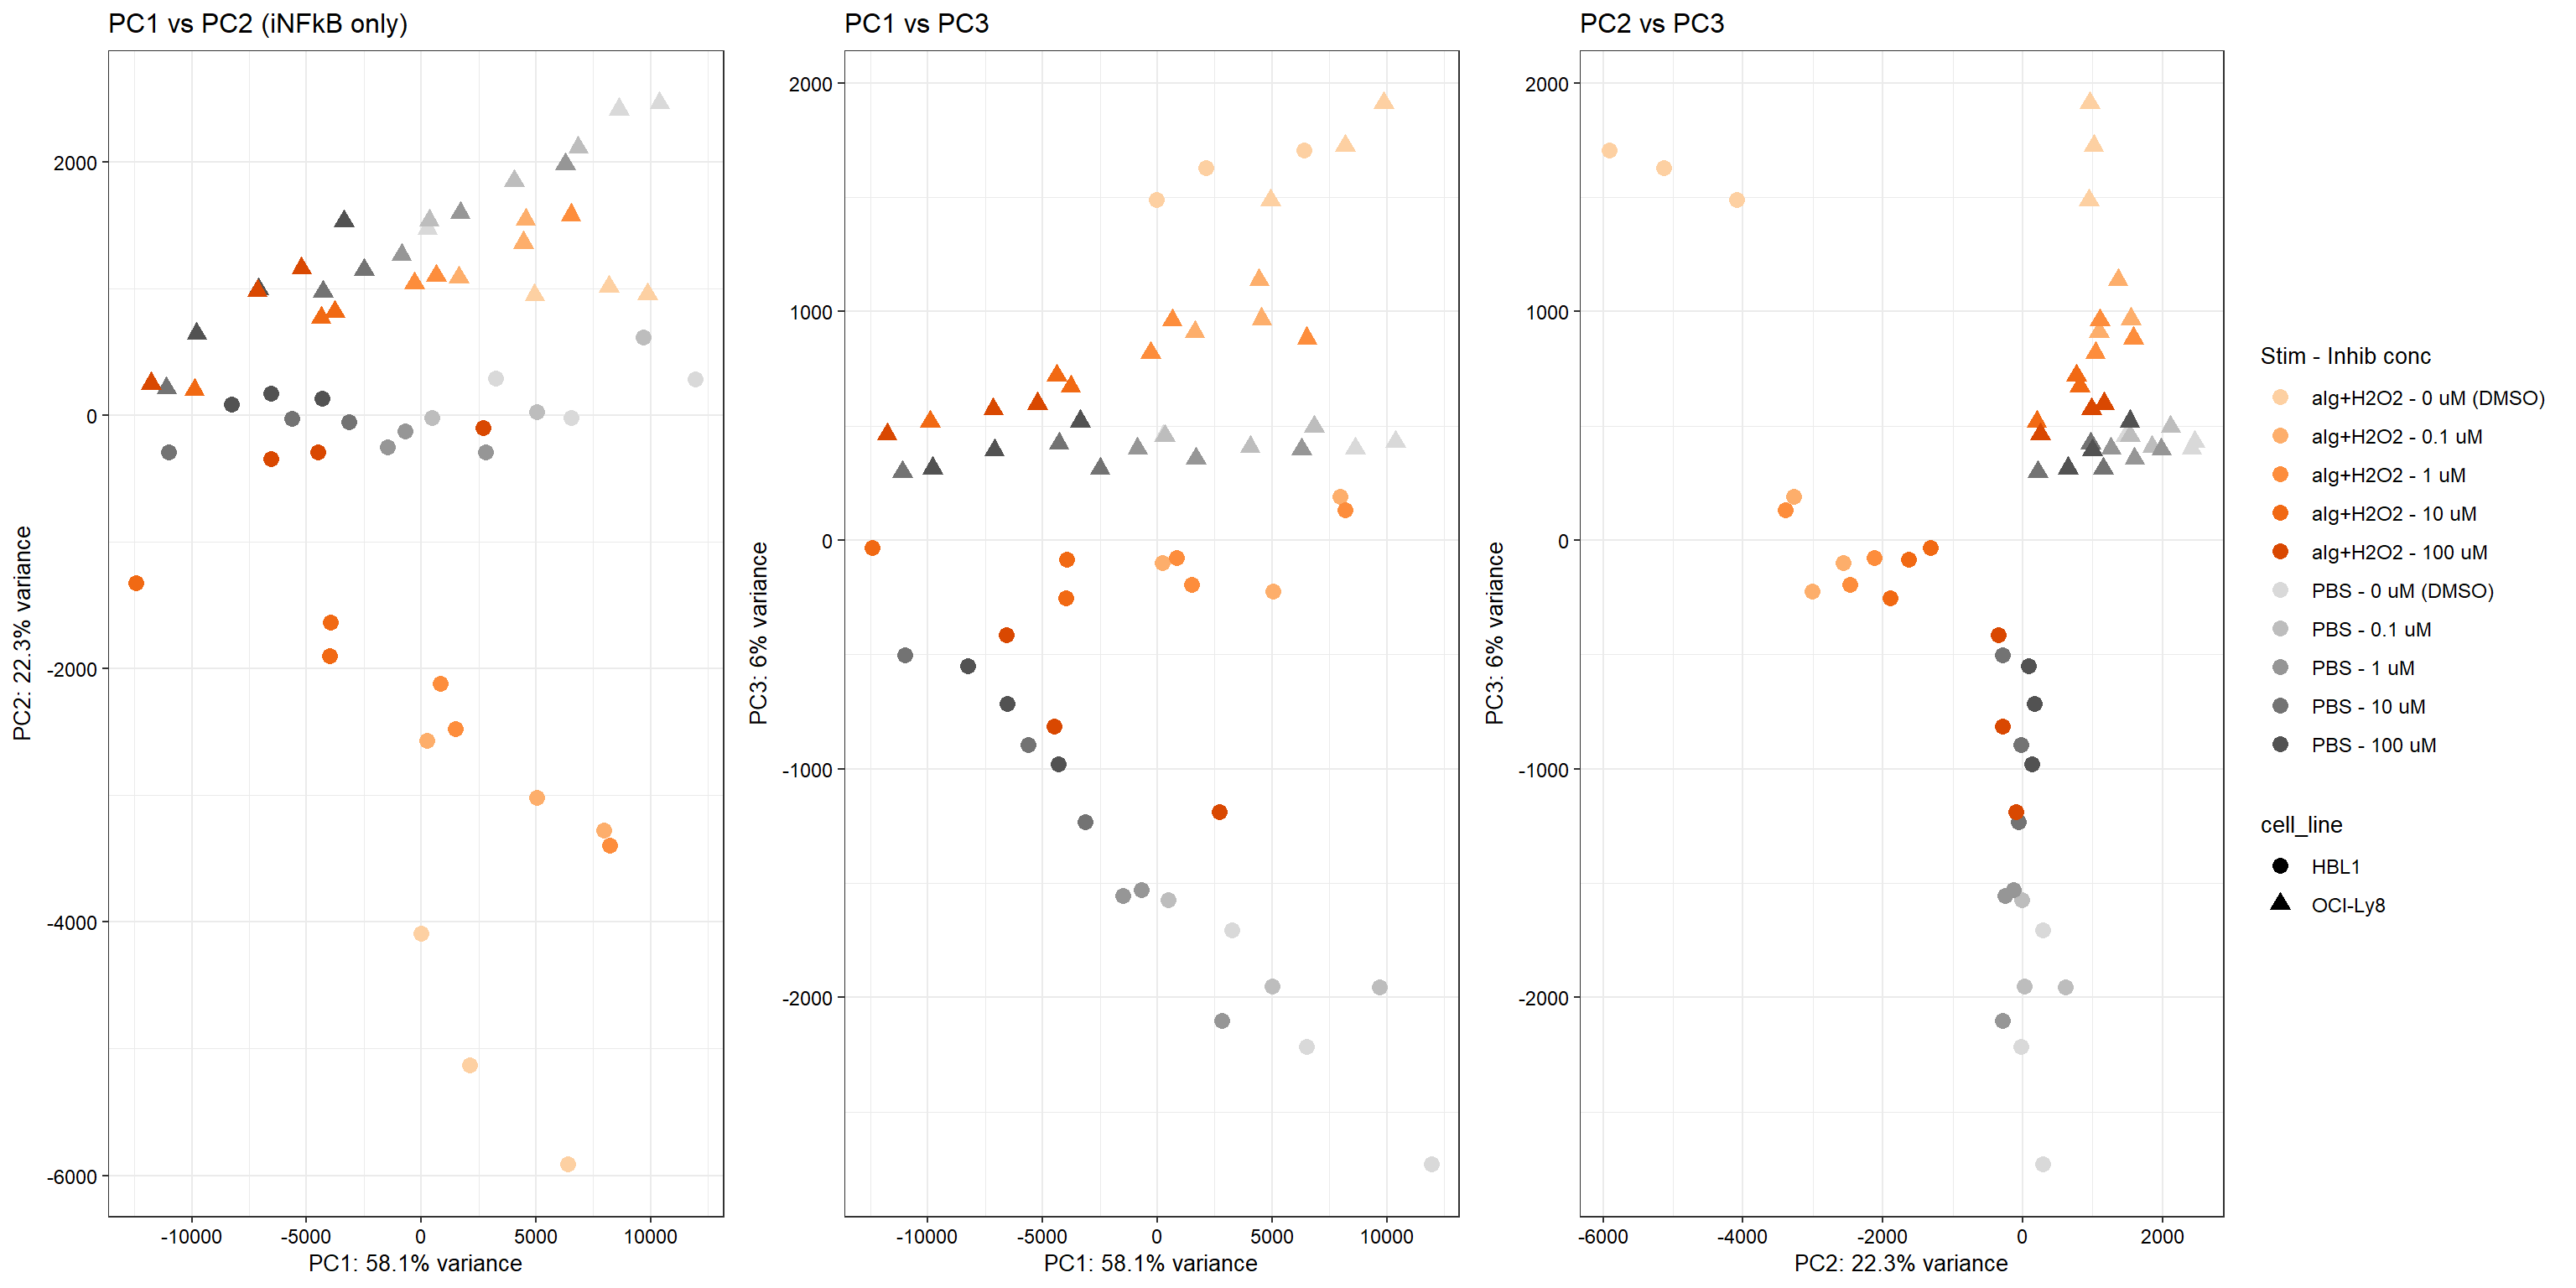 PC1 vs PC2 (iNFkB only)
PC2: 22.3% variance
2000
0
-2000
-4000
-6000
-10000
-5000
0
5000
10000
PC1: 58.1% variance
PC1 vs PC3
PC3: 6% variance
2000
1000
0
-1000
-2000
-10000
-5000
0
5000
10000
PC1: 58.1% variance
PC2 vs PC3
PC3: 6% variance
2000
1000
0
-1000
-2000
-6000
-4000
-2000
0
2000
PC2: 22.3% variance
Stim - Inhib conc
aIg+H2O2 - 0 uM (DMSO)
aIg+H2O2 - 0.1 uM
aIg+H2O2 - 1 uM
aIg+H2O2 - 10 uM
aIg+H2O2 - 100 uM
PBS - 0 uM (DMSO)
PBS - 0.1 uM
PBS - 1 uM
PBS - 10 uM
PBS - 100 uM
cell_line
HBL1
OCI-Ly8